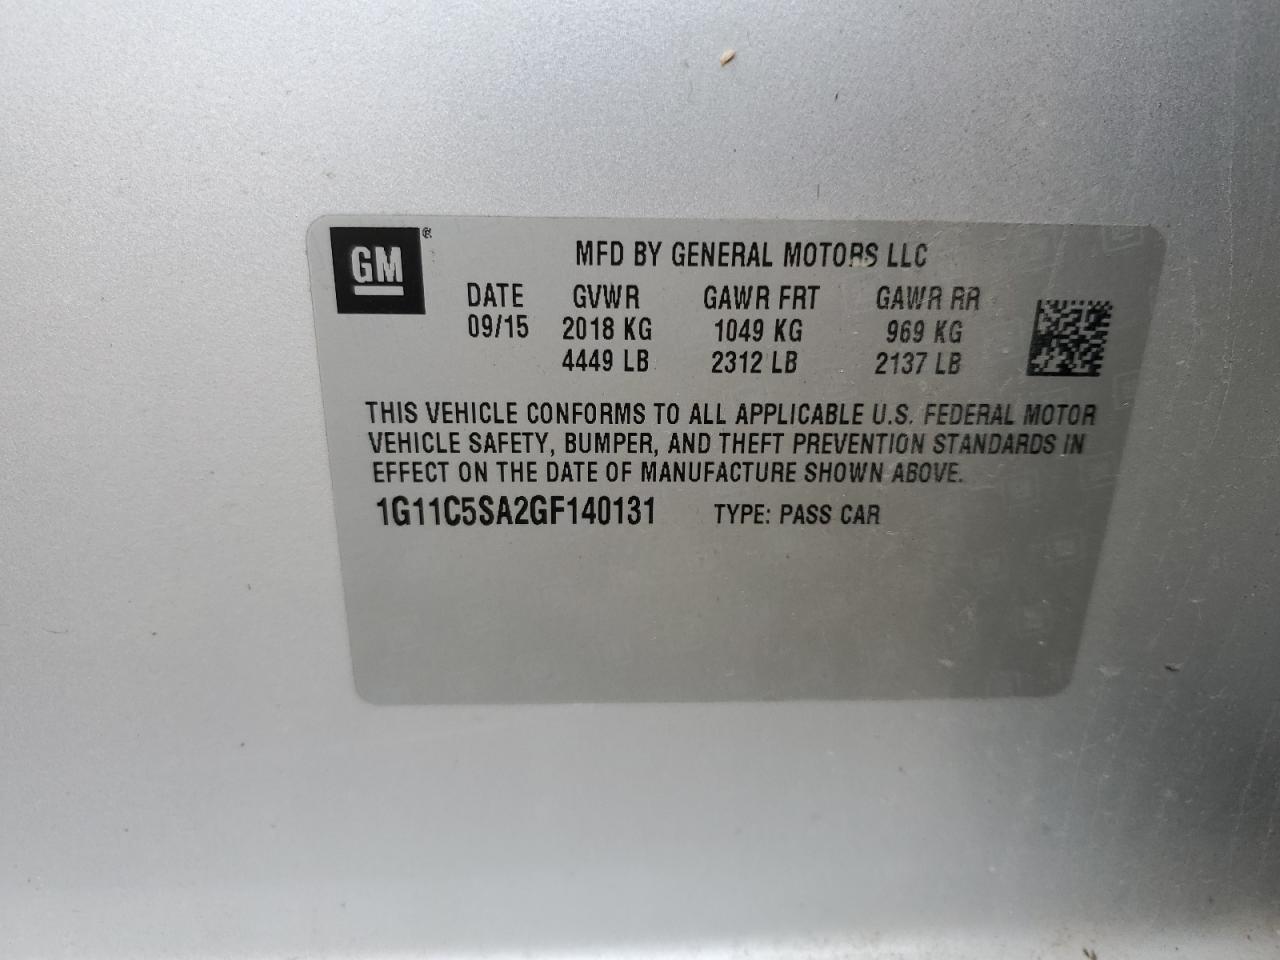 GM®
MFD BY GENERAL MOTORS LLC
DATE GVWR GAWR FRT GAWR RR
09/15 2018 KG 1049 KG 969 KG
4449 LB 2312 LB 2137 LB
THIS VEHICLE CONFORMS TO ALL APPLICABLE U.S. FEDERAL MOTOR
VEHICLE SAFETY, BUMPER, AND THEFT PREVENTION STANDARDS IN
EFFECT ON THE DATE OF MANUFACTURE SHOWN ABOVE.
1G11C5SA2GF140131 TYPE: PASS CAR